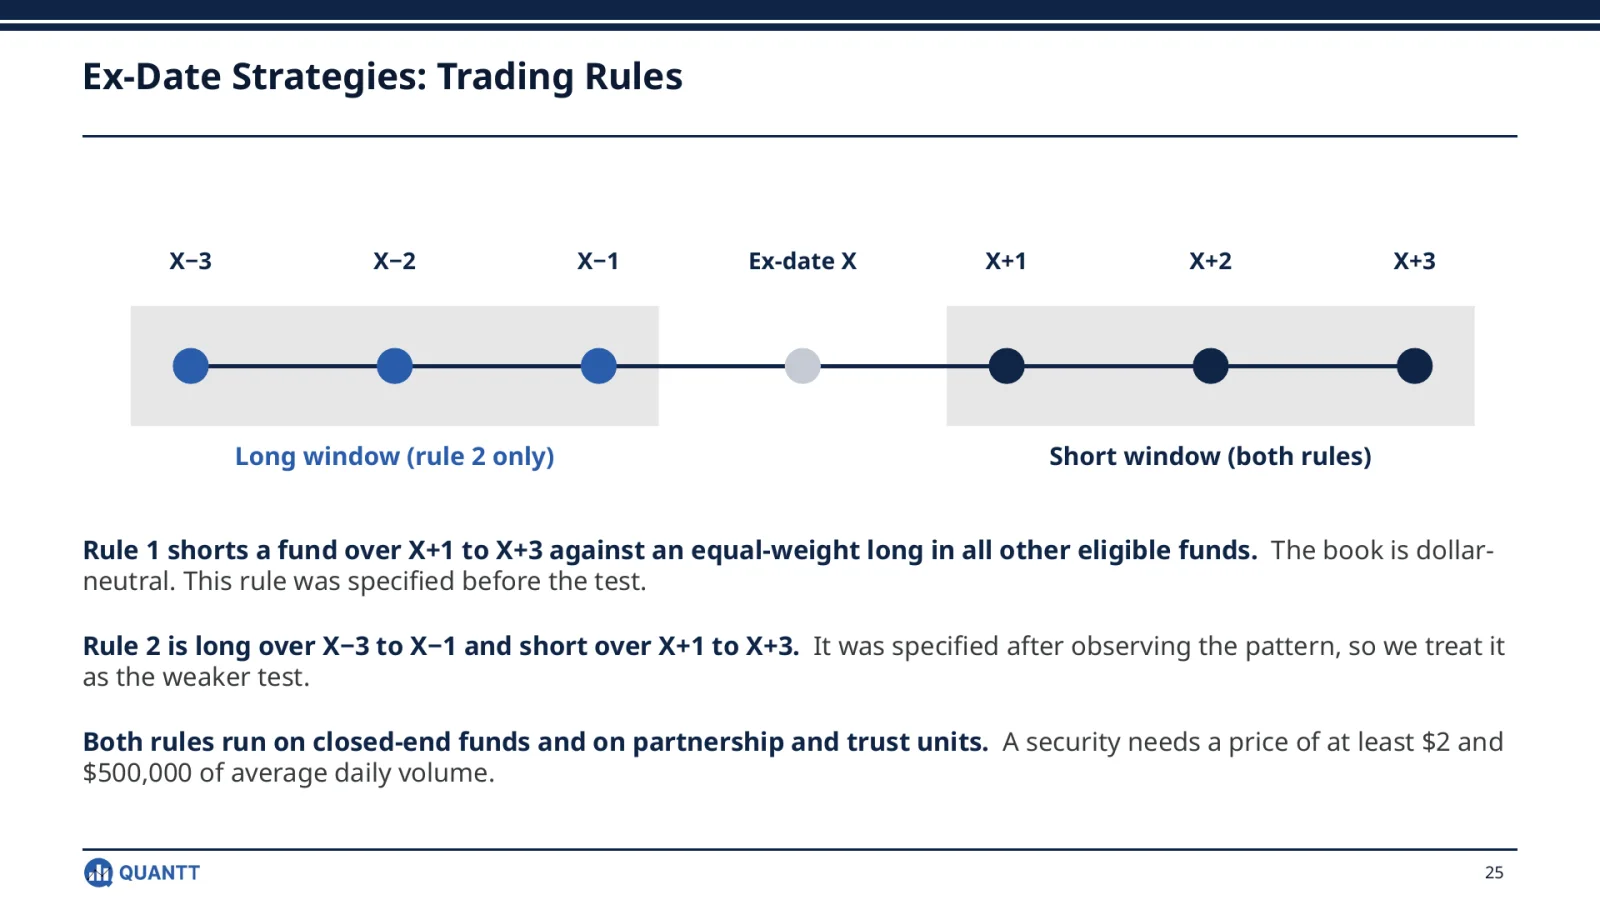 Ex-Date Strategies: Trading Rules
X−3 X−2 X−1 Ex-date X X+1 X+2 X+3
Long window (rule 2 only) Short window (both rules)
Rule 1 shorts a fund over X+1 to X+3 against an equal-weight long in all other eligible funds. The book is dollar-
neutral. This rule was specified before the test.
Rule 2 is long over X−3 to X−1 and short over X+1 to X+3. It was specified after observing the pattern, so we treat it
as the weaker test.
Both rules run on closed-end funds and on partnership and trust units. A security needs a price of at least $2 and
$500,000 of average daily volume.
QUANTT 25